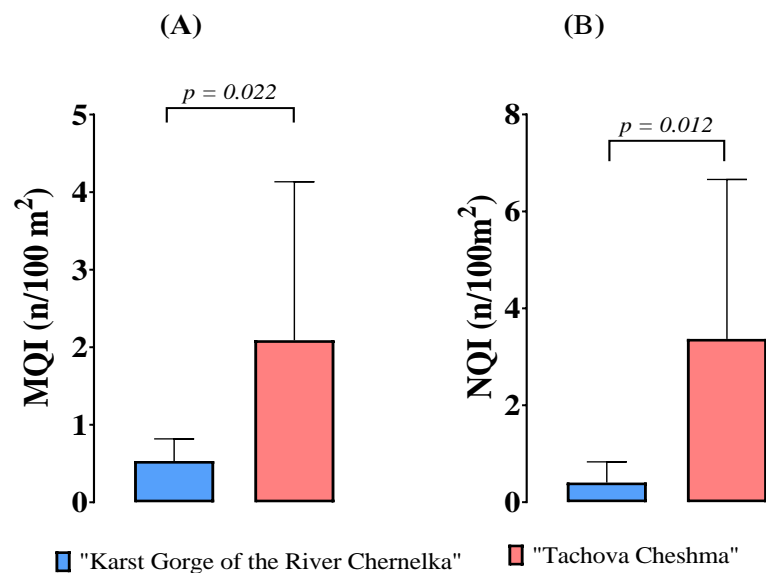 (A)
p = 0.022
5
4
3
2
1
0
MQI (n/100 m²)
(B)
p = 0.012
8
6
4
2
0
NQI (n/100m²)
"Karst Gorge of the River Chernelka"
"Tachova Cheshma"